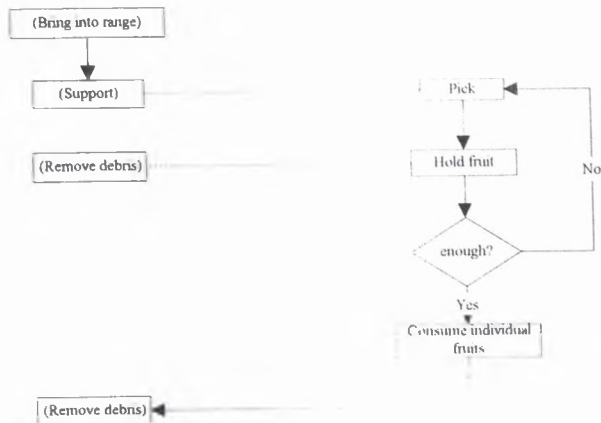 (Bring into range)
(Support)
Pick
(Remove debris)
Hold fruit
No
enough?
Yes
Consume individual
fruits
(Remove debris)